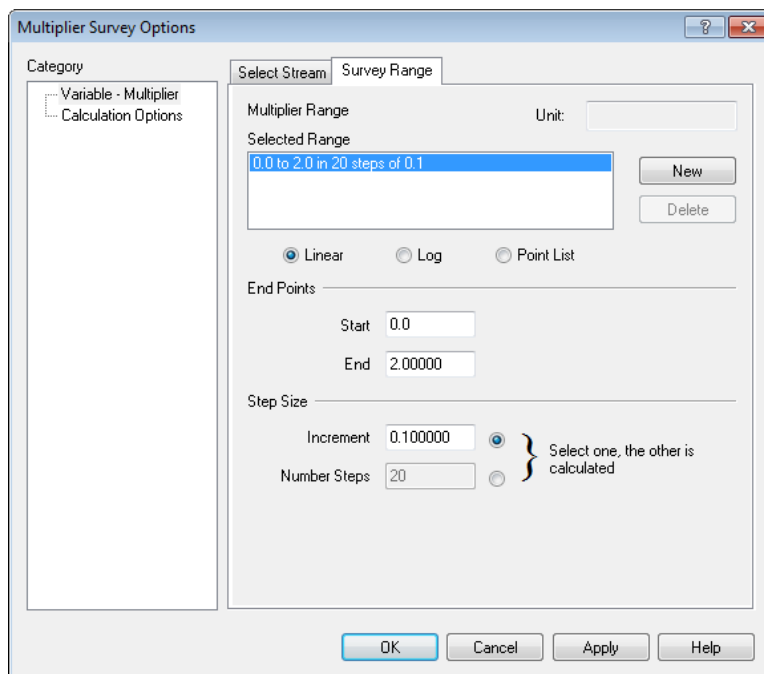 Multiplier Survey Options
Category
Variable - Multiplier
Calculation Options
Select Stream
Survey Range
Multiplier Range
Unit:
Selected Range
0.0 to 2.0 in 20 steps of 0.1
New
Delete
Linear
Log
Point List
End Points
Start
0.0
End
2.00000
Step Size
Increment
0.100000
Number Steps
20
Select one, the other is
calculated
OK
Cancel
Apply
Help